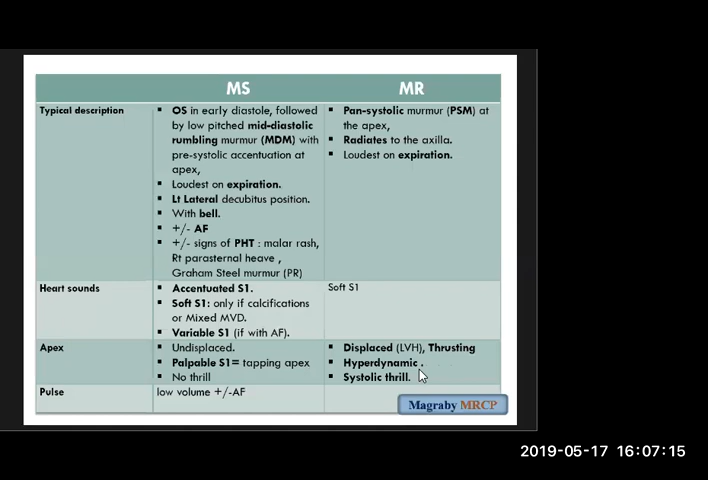 MS
MR
Typical description
▪ OS in early diastole, followed
by low pitched mid-diastolic
rumbling murmur (MDM) with
pre-systolic accentuation at
apex,
▪ Loudest on expiration.
▪ Lt Lateral decubitus position.
▪ With bell.
▪ +/- AF
▪ +/- signs of PHT : malar rash,
Rt parasternal heave ,
Graham Steel murmur (PR)
▪ Pan-systolic murmur (PSM) at
the apex,
▪ Radiates to the axilla.
▪ Loudest on expiration.
Heart sounds
▪ Accentuated S1.
▪ Soft S1: only if calcifications
or Mixed MVD.
▪ Variable S1 (if with AF).
Soft S1
Apex
▪ Undisplaced.
▪ Palpable S1= tapping apex
▪ No thrill
▪ Displaced (LVH), Thrusting
▪ Hyperdynamic .
▪ Systolic thrill.
Pulse
low volume +/-AF
Magraby MRCP
2019-05-17 16:07:15